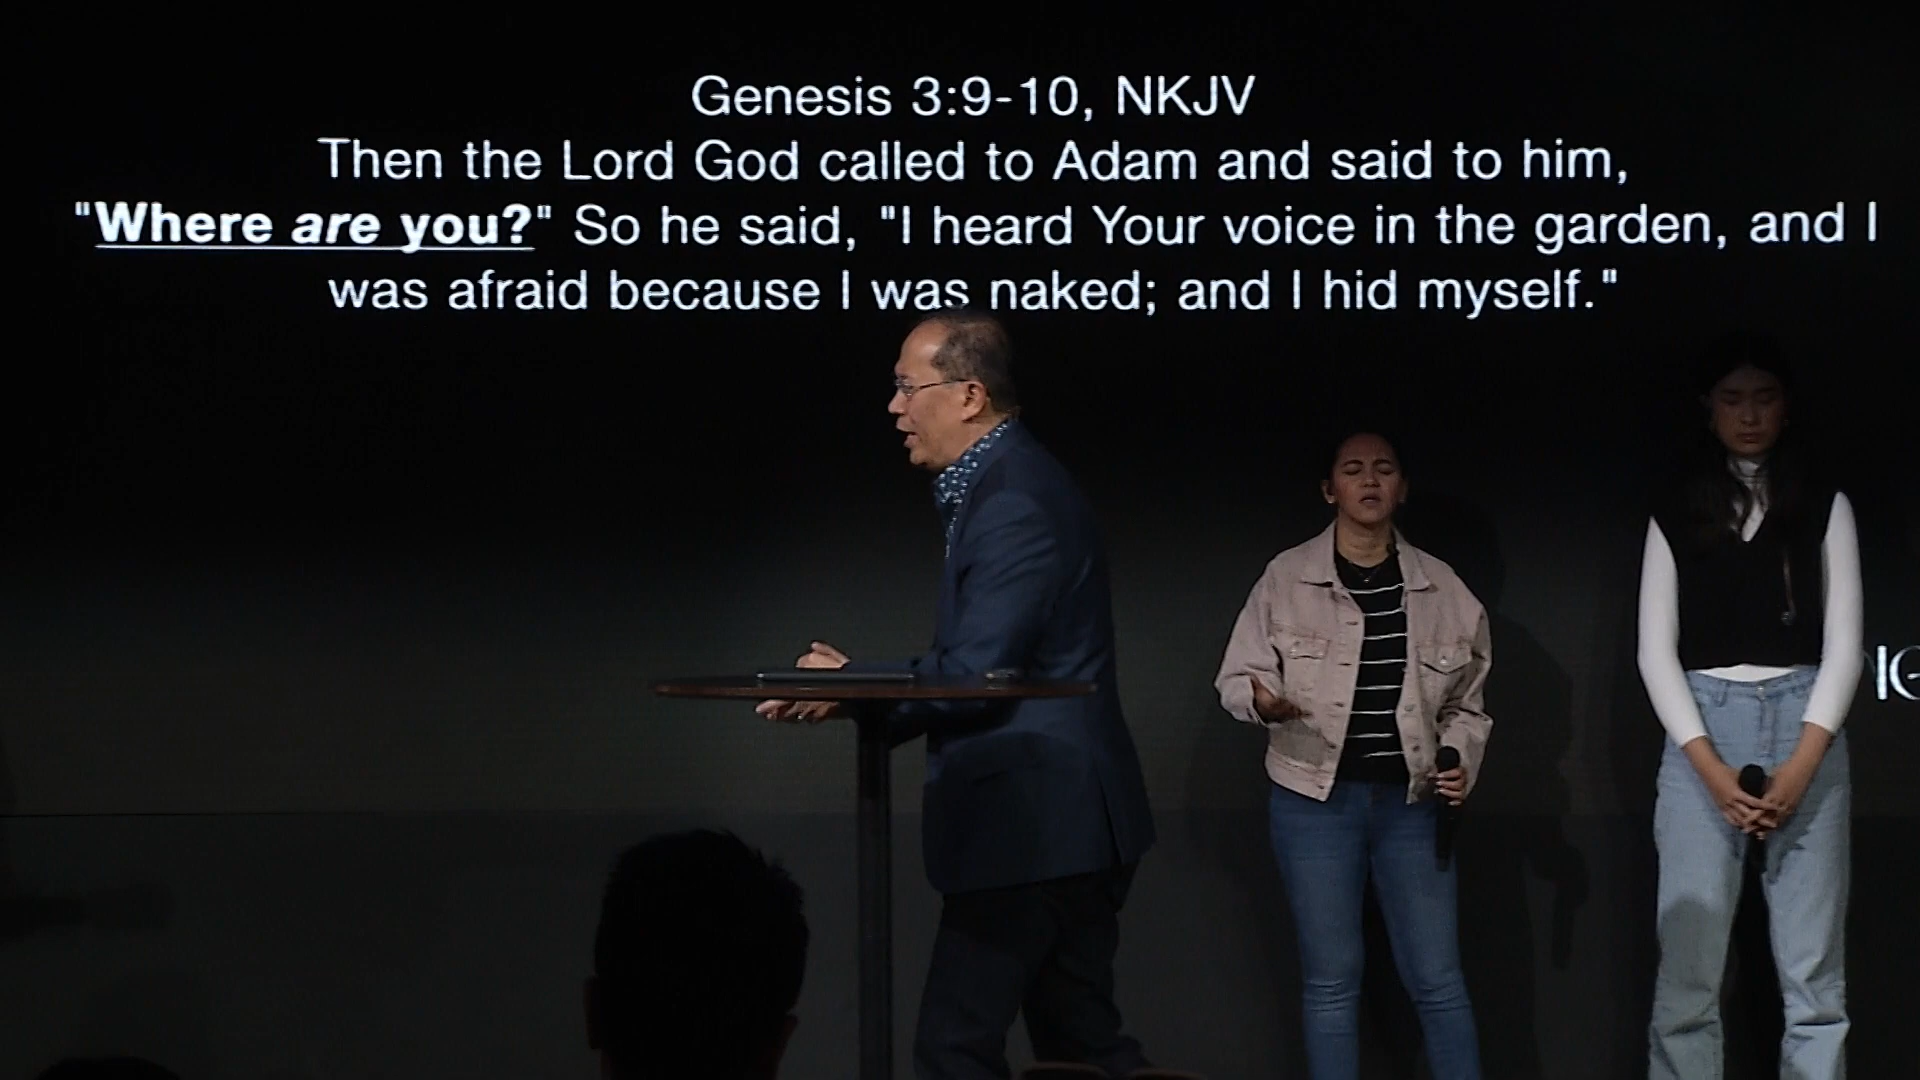 Genesis 3:9-10, NKJV
Then the Lord God called to Adam and said to him,
"Where are you?" So he said, "I heard Your voice in the garden, and I
was afraid because I was naked; and I hid myself."